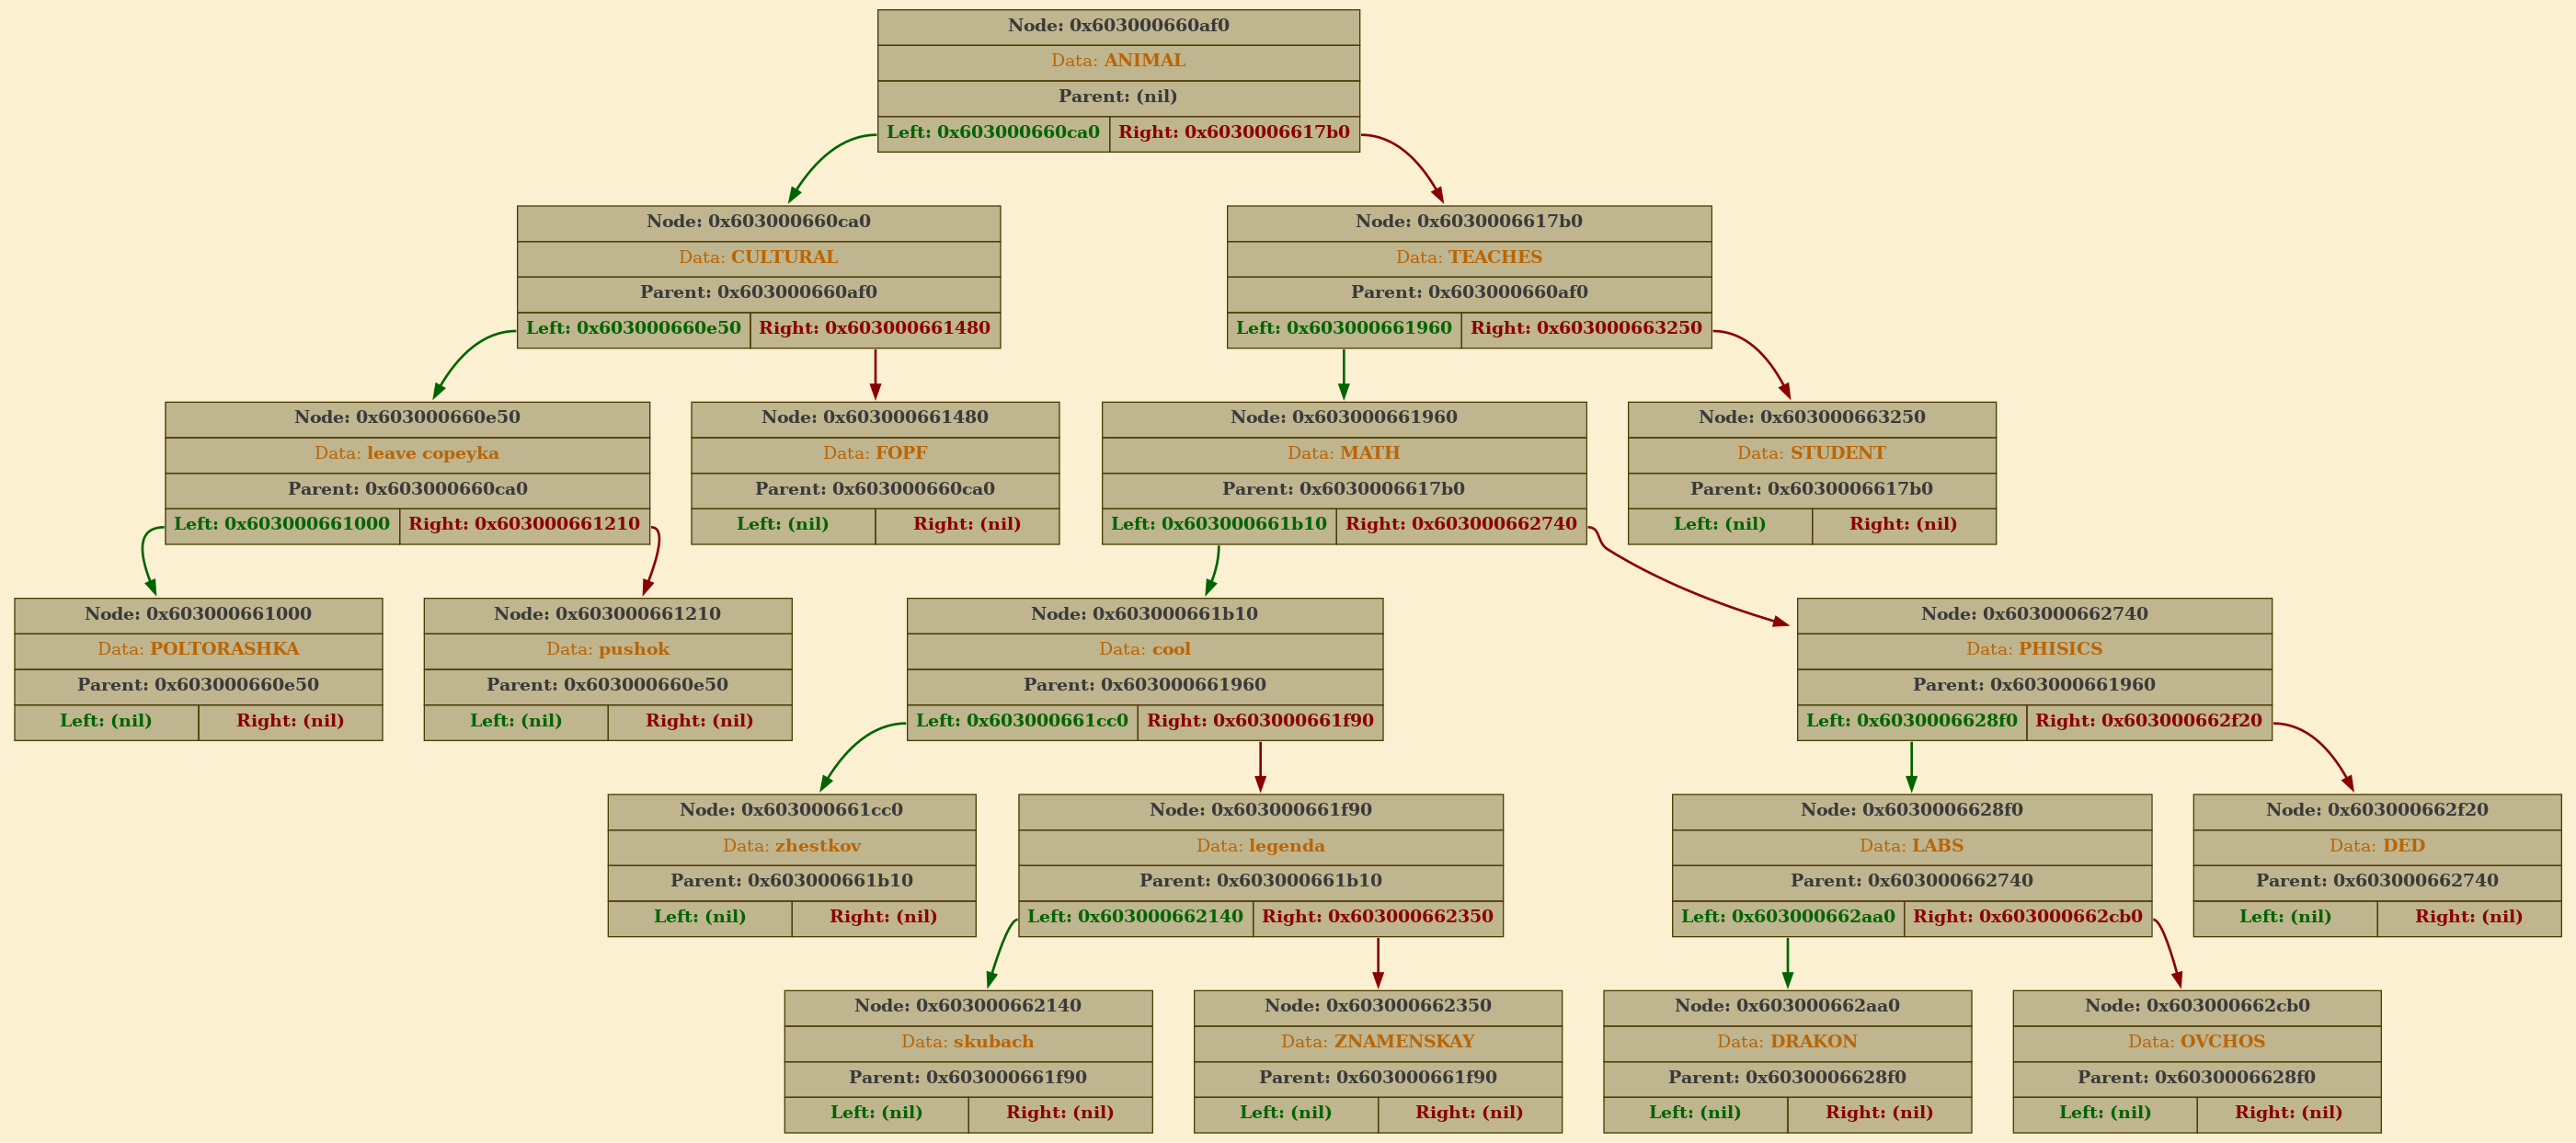 Node: 0x603000660af0
Data: ANIMAL
Parent: (nil)
Left: 0x603000660ca0 Right: 0x6030006617b0
Node: 0x603000660ca0
Data: CULTURAL
Parent: 0x603000660af0
Left: 0x603000660e50 Right: 0x603000661480
Node: 0x6030006617b0
Data: TEACHES
Parent: 0x603000660af0
Left: 0x603000661960 Right: 0x603000663250
Node: 0x603000660e50
Data: leave copeyka
Parent: 0x603000660ca0
Left: 0x603000661000 Right: 0x603000661210
Node: 0x603000661480
Data: FOPF
Parent: 0x603000660ca0
Left: (nil) Right: (nil)
Node: 0x603000661960
Data: MATH
Parent: 0x6030006617b0
Left: 0x603000661b10 Right: 0x603000662740
Node: 0x603000663250
Data: STUDENT
Parent: 0x6030006617b0
Left: (nil) Right: (nil)
Node: 0x603000661000
Data: POLTORASHKA
Parent: 0x603000660e50
Left: (nil) Right: (nil)
Node: 0x603000661210
Data: pushok
Parent: 0x603000660e50
Left: (nil) Right: (nil)
Node: 0x603000661b10
Data: cool
Parent: 0x603000661960
Left: 0x603000661cc0 Right: 0x603000661f90
Node: 0x603000662740
Data: PHISICS
Parent: 0x603000661960
Left: 0x6030006628f0 Right: 0x603000662f20
Node: 0x603000661cc0
Data: zhestkov
Parent: 0x603000661b10
Left: (nil) Right: (nil)
Node: 0x603000661f90
Data: legenda
Parent: 0x603000661b10
Left: 0x603000662140 Right: 0x603000662350
Node: 0x6030006628f0
Data: LABS
Parent: 0x603000662740
Left: 0x603000662aa0 Right: 0x603000662cb0
Node: 0x603000662f20
Data: DED
Parent: 0x603000662740
Left: (nil) Right: (nil)
Node: 0x603000662140
Data: skubach
Parent: 0x603000661f90
Left: (nil) Right: (nil)
Node: 0x603000662350
Data: ZNAMENSKAY
Parent: 0x603000661f90
Left: (nil) Right: (nil)
Node: 0x603000662aa0
Data: DRAKON
Parent: 0x6030006628f0
Left: (nil) Right: (nil)
Node: 0x603000662cb0
Data: OVCHOS
Parent: 0x6030006628f0
Left: (nil) Right: (nil)